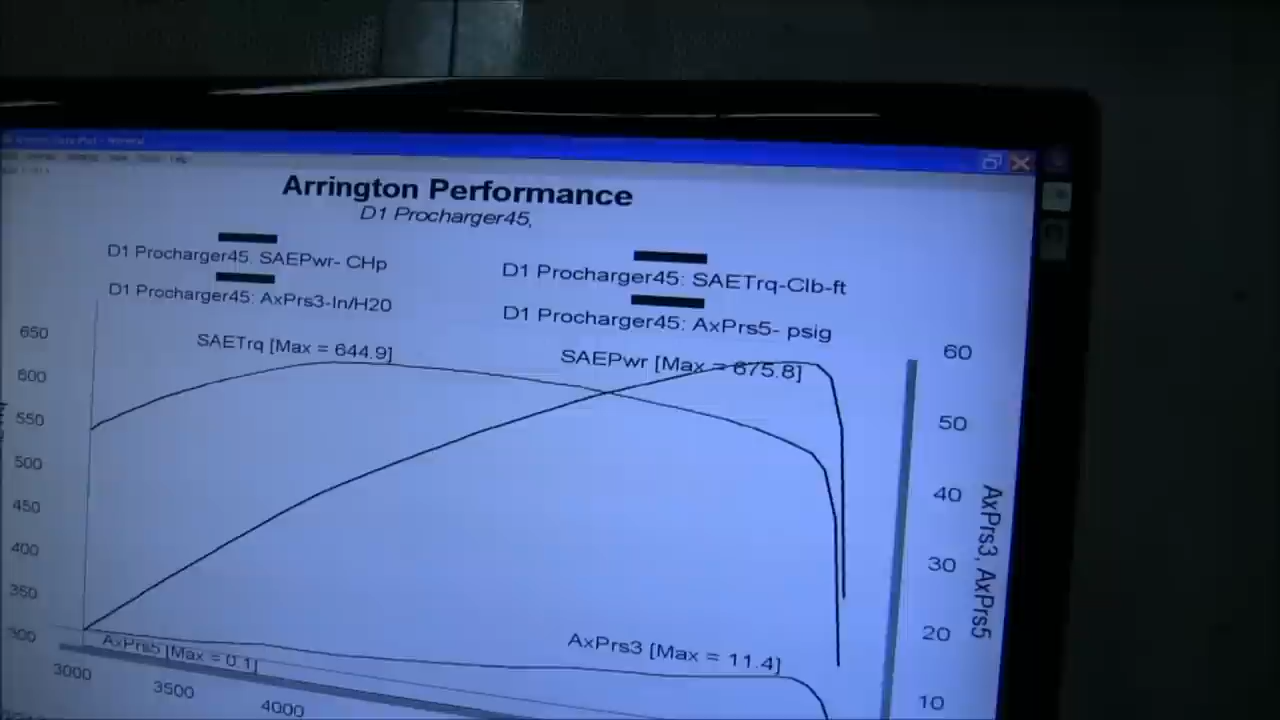 Arrington Performance
D1 Procharger45,
D1 Procharger45: SAEPwr- CHp
D1 Procharger45: SAETrq-Clb-ft
D1 Procharger45: AxPrs3-In/H20
D1 Procharger45: AxPrs5- psig
SAETrq [Max = 644.9]
SAEPwr [Max = 675.8]
650
600
550
500
450
400
350
300
60
50
40
30
20
10
AxPrs3, AxPrs5
AxPrs5 [Max = 0.1]
AxPrs3 [Max = 11.4]
3000
3500
4000